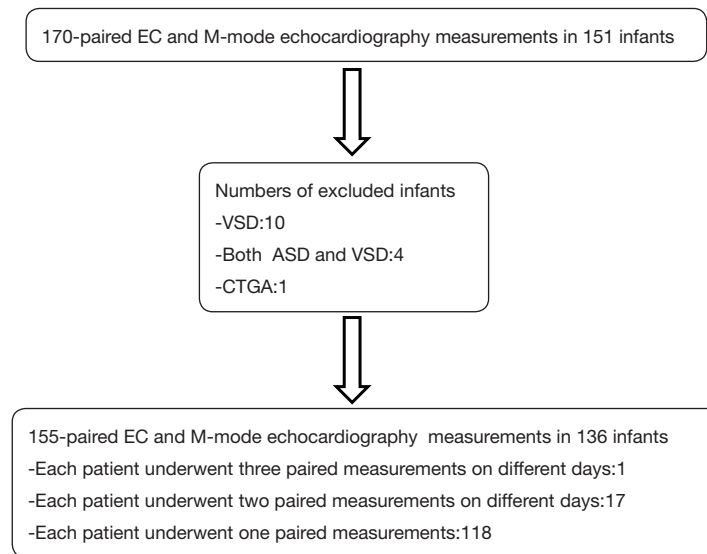 170-paired EC and M-mode echocardiography measurements in 151 infants
Numbers of excluded infants
-VSD:10
-Both ASD and VSD:4
-CTGA:1
155-paired EC and M-mode echocardiography measurements in 136 infants
-Each patient underwent three paired measurements on different days:1
-Each patient underwent two paired measurements on different days:17
-Each patient underwent one paired measurements:118